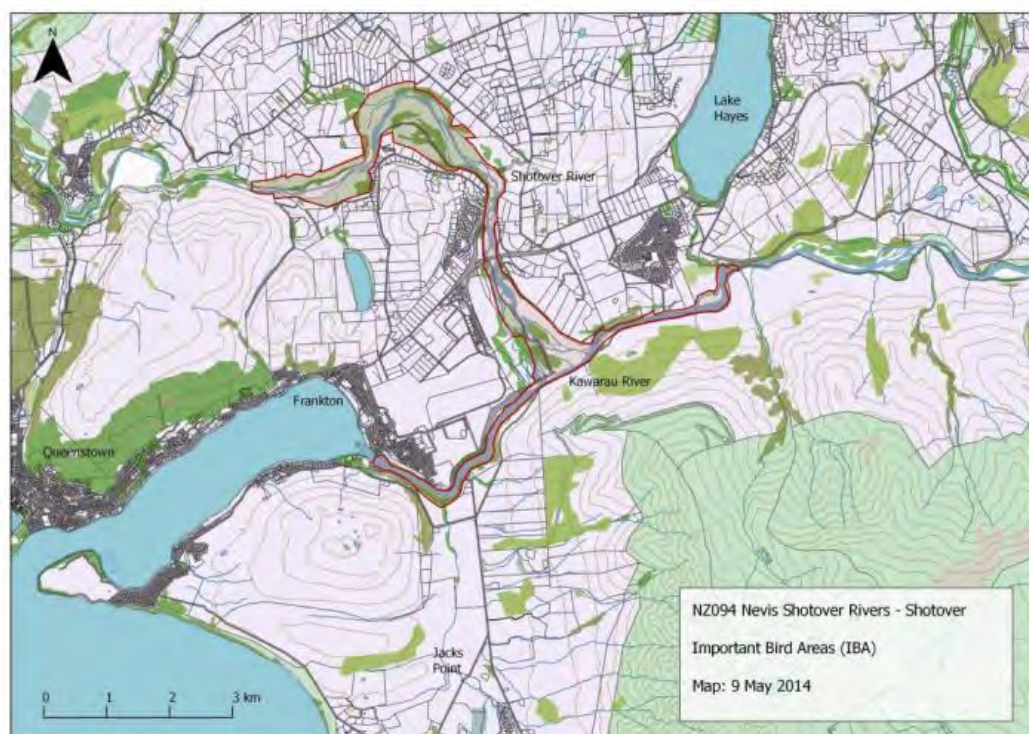 N
Lake
Hayes
Shotover River
Kawarau River
Frankton
Queenstown
Jacks
Point
0 1 2 3 km
NZ094 Nevis Shotover Rivers - Shotover
Important Bird Areas (IBA)
Map: 9 May 2014